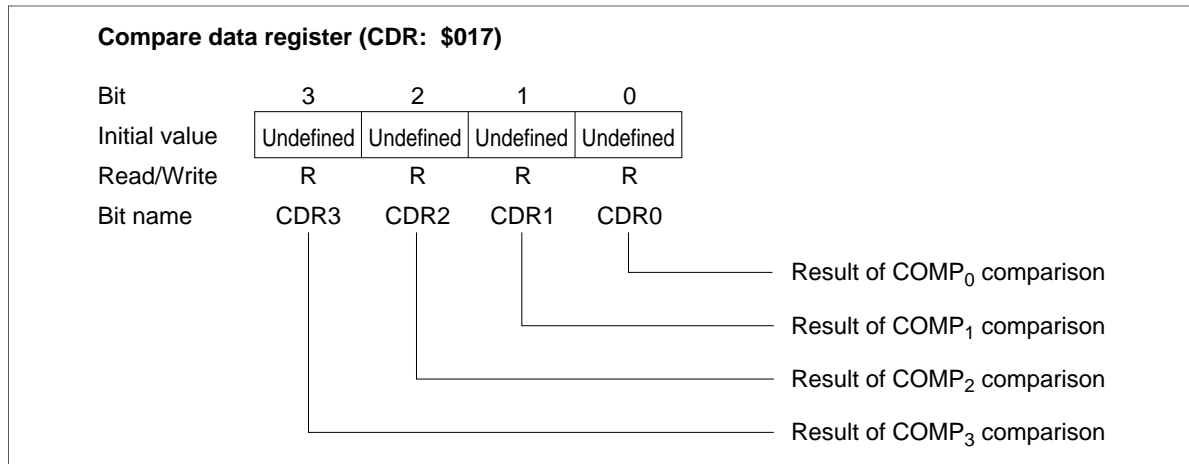 Compare data register (CDR: $017)
Bit 3 2 1 0
Initial value Undefined Undefined Undefined Undefined
Read/Write R R R R
Bit name CDR3 CDR2 CDR1 CDR0
Result of COMP₀ comparison
Result of COMP₁ comparison
Result of COMP₂ comparison
Result of COMP₃ comparison